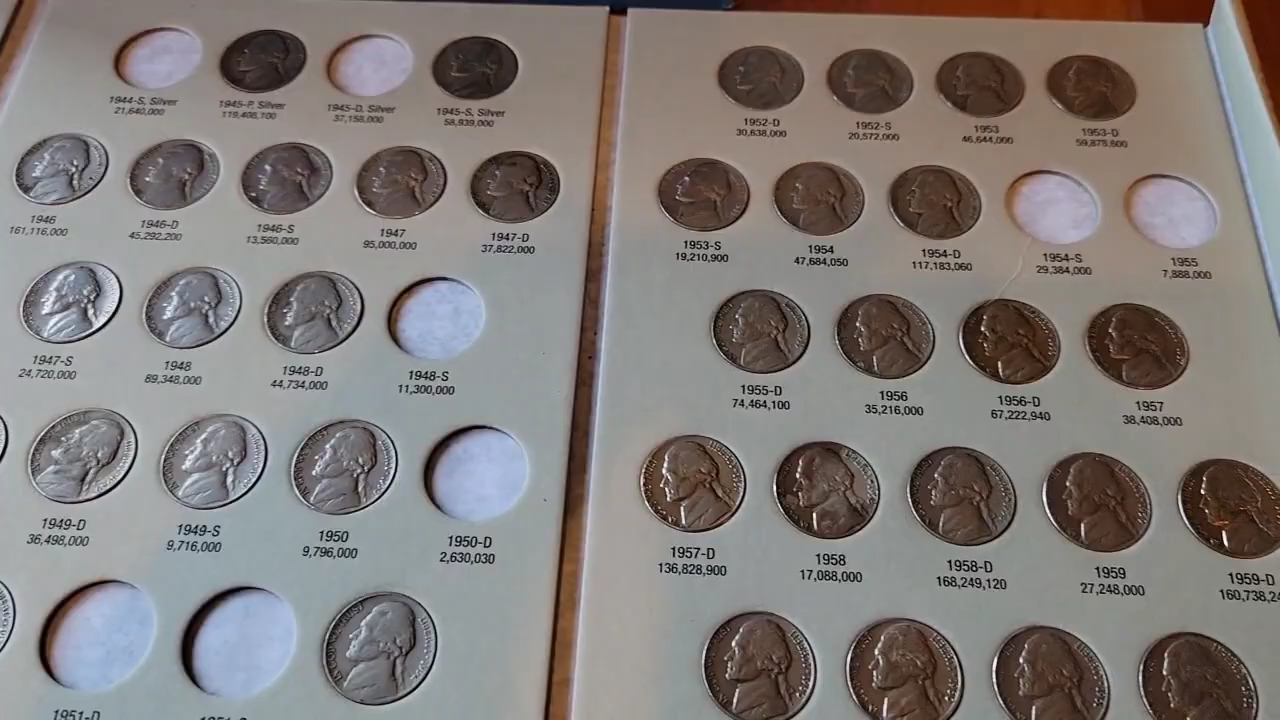 1944-S, Silver
21,640,000
1945-P, Silver
119,408,100
1945-D, Silver
37,158,000
1945-S, Silver
58,939,000
1946
161,116,000
1946-D
45,292,200
1946-S
13,560,000
1947
95,000,000
1947-D
37,822,000
1947-S
24,720,000
1948
89,348,000
1948-D
44,734,000
1948-S
11,300,000
1949-D
36,498,000
1949-S
9,716,000
1950
9,796,000
1950-D
2,630,030
1951-D
1952-D
30,638,000
1952-S
20,572,000
1953
46,644,000
1953-D
59,878,600
1953-S
19,210,900
1954
47,684,050
1954-D
117,183,060
1954-S
29,384,000
1955
7,888,000
1955-D
74,464,100
1956
35,216,000
1956-D
67,222,940
1957
38,408,000
1957-D
136,828,900
1958
17,088,000
1958-D
168,249,120
1959
27,248,000
1959-D
160,738,24